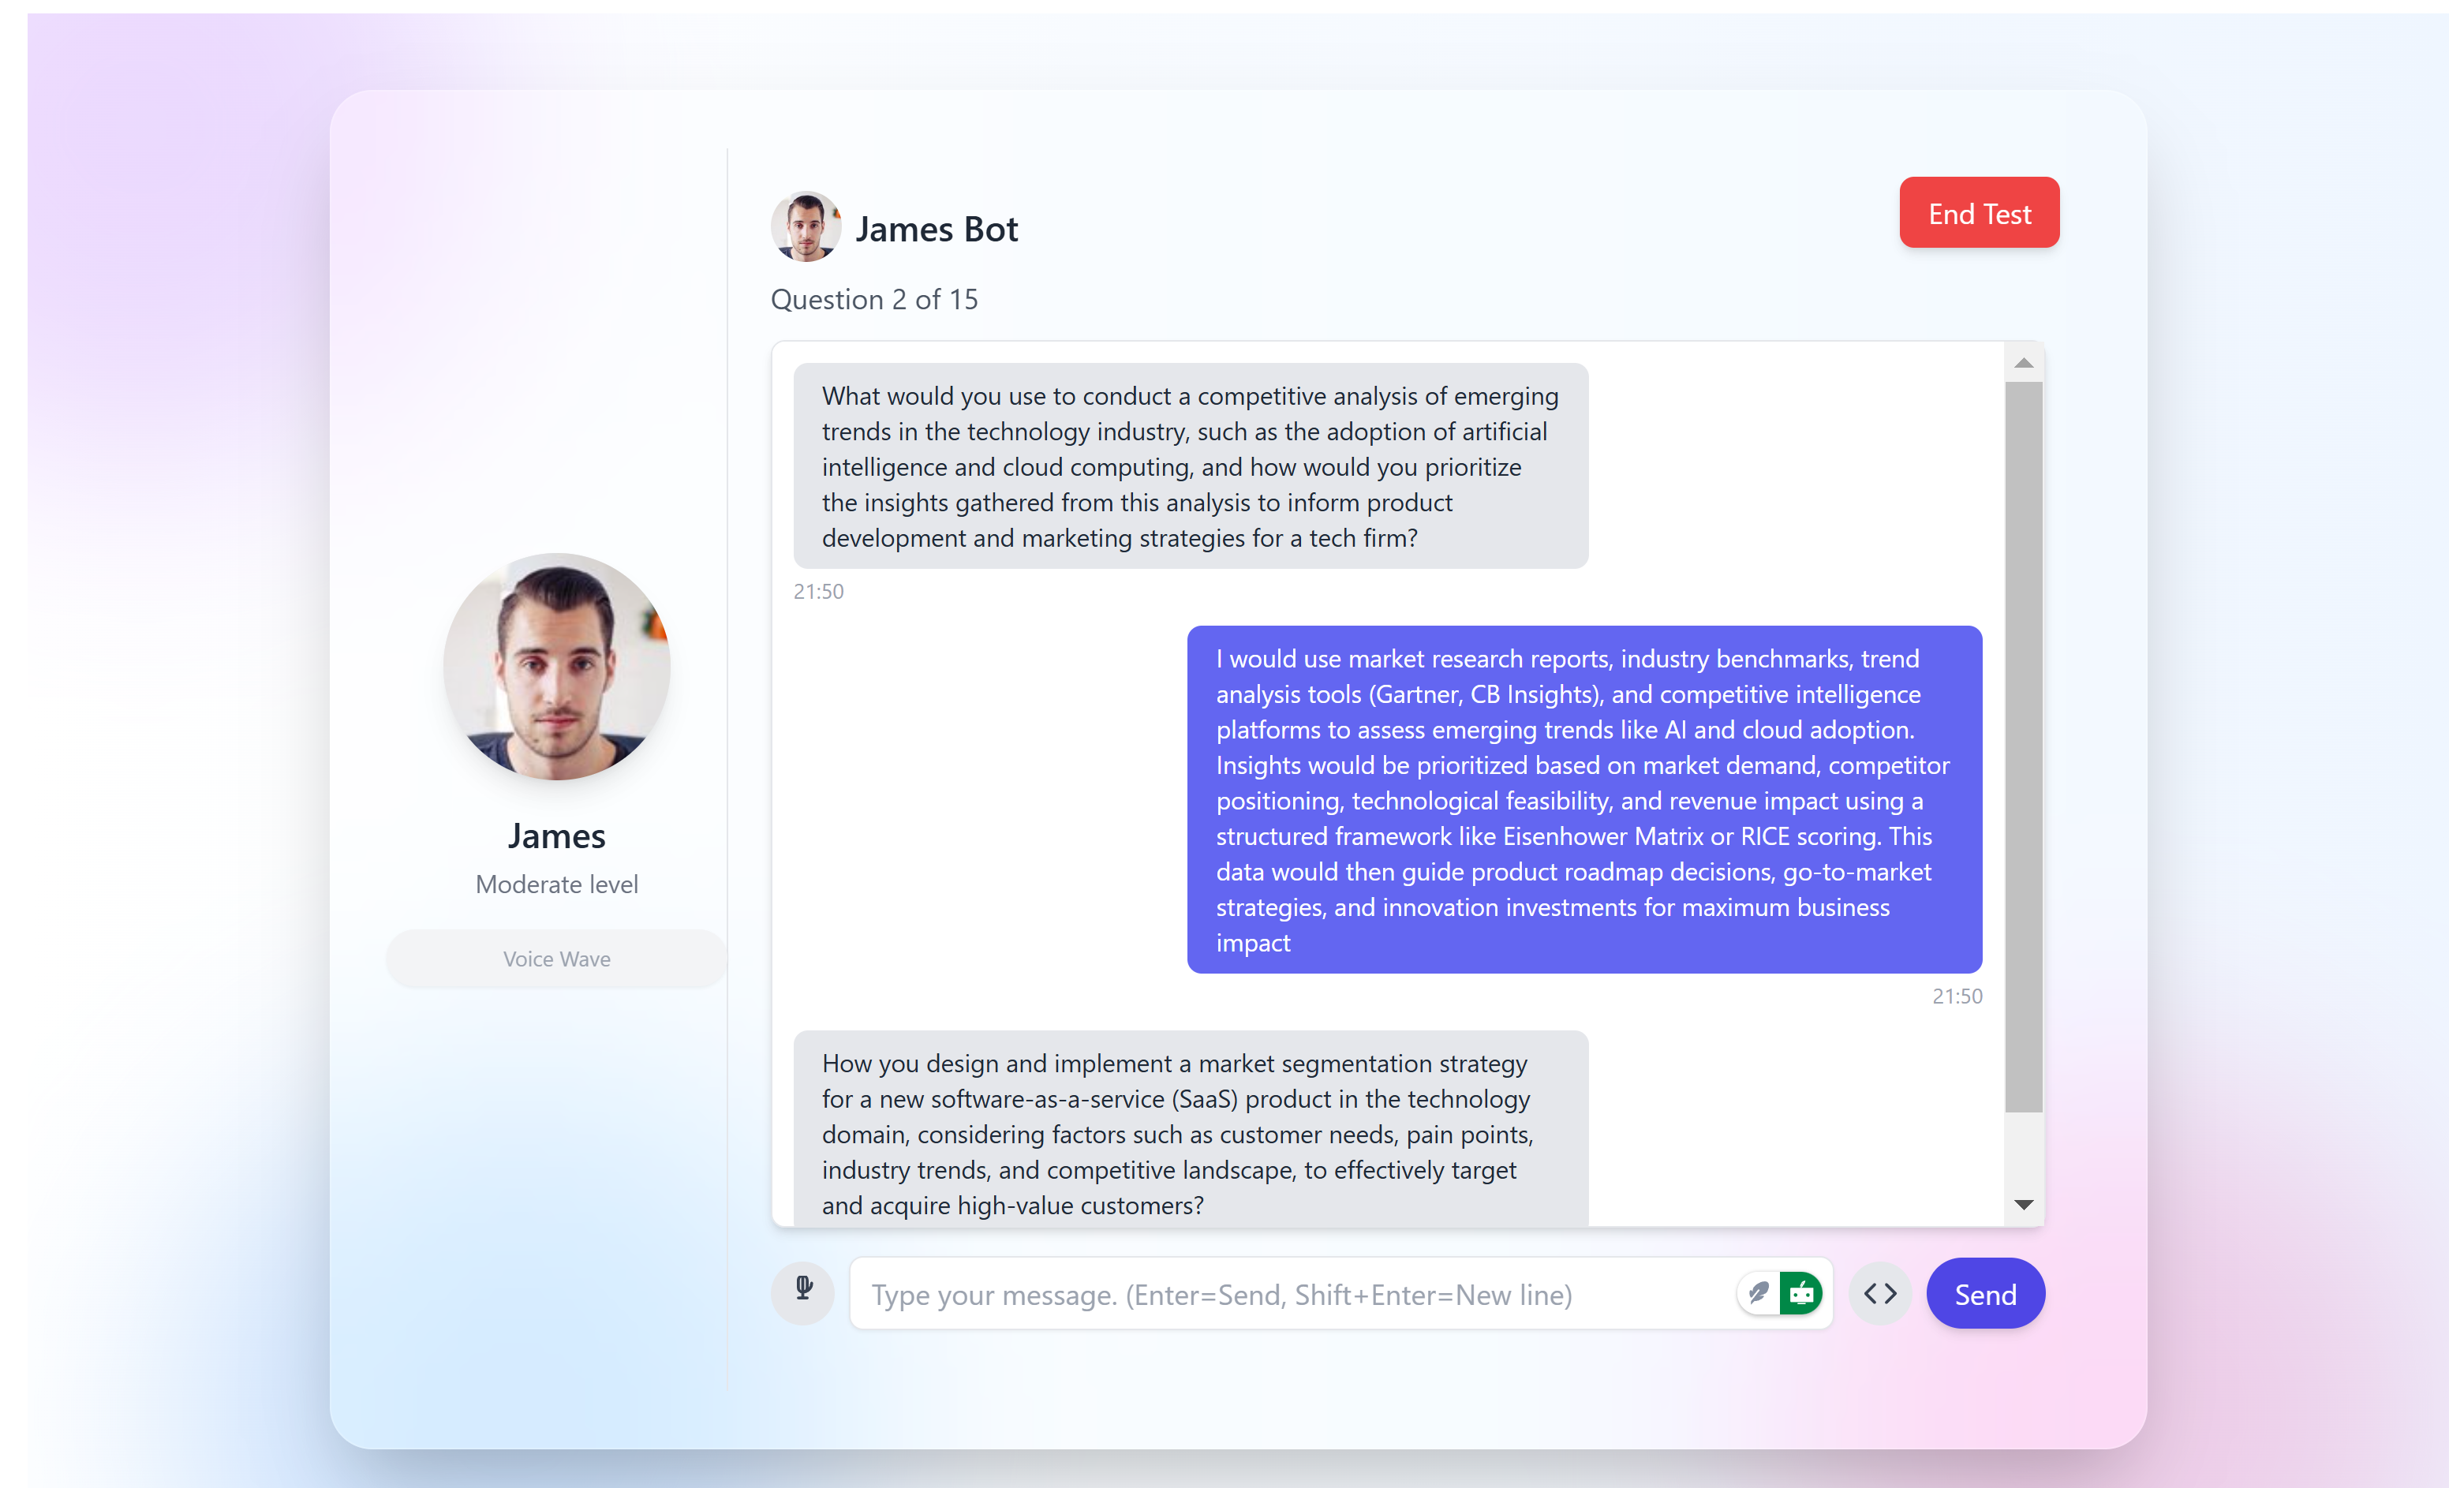 James Bot
End Test
Question 2 of 15
What would you use to conduct a competitive analysis of emerging
trends in the technology industry, such as the adoption of artificial
intelligence and cloud computing, and how would you prioritize
the insights gathered from this analysis to inform product
development and marketing strategies for a tech firm?
21:50
I would use market research reports, industry benchmarks, trend
analysis tools (Gartner, CB Insights), and competitive intelligence
platforms to assess emerging trends like AI and cloud adoption.
Insights would be prioritized based on market demand, competitor
positioning, technological feasibility, and revenue impact using a
structured framework like Eisenhower Matrix or RICE scoring. This
data would then guide product roadmap decisions, go-to-market
strategies, and innovation investments for maximum business
impact
21:50
James
Moderate level
Voice Wave
How you design and implement a market segmentation strategy
for a new software-as-a-service (SaaS) product in the technology
domain, considering factors such as customer needs, pain points,
industry trends, and competitive landscape, to effectively target
and acquire high-value customers?
Type your message. (Enter=Send, Shift+Enter=New line)
Send